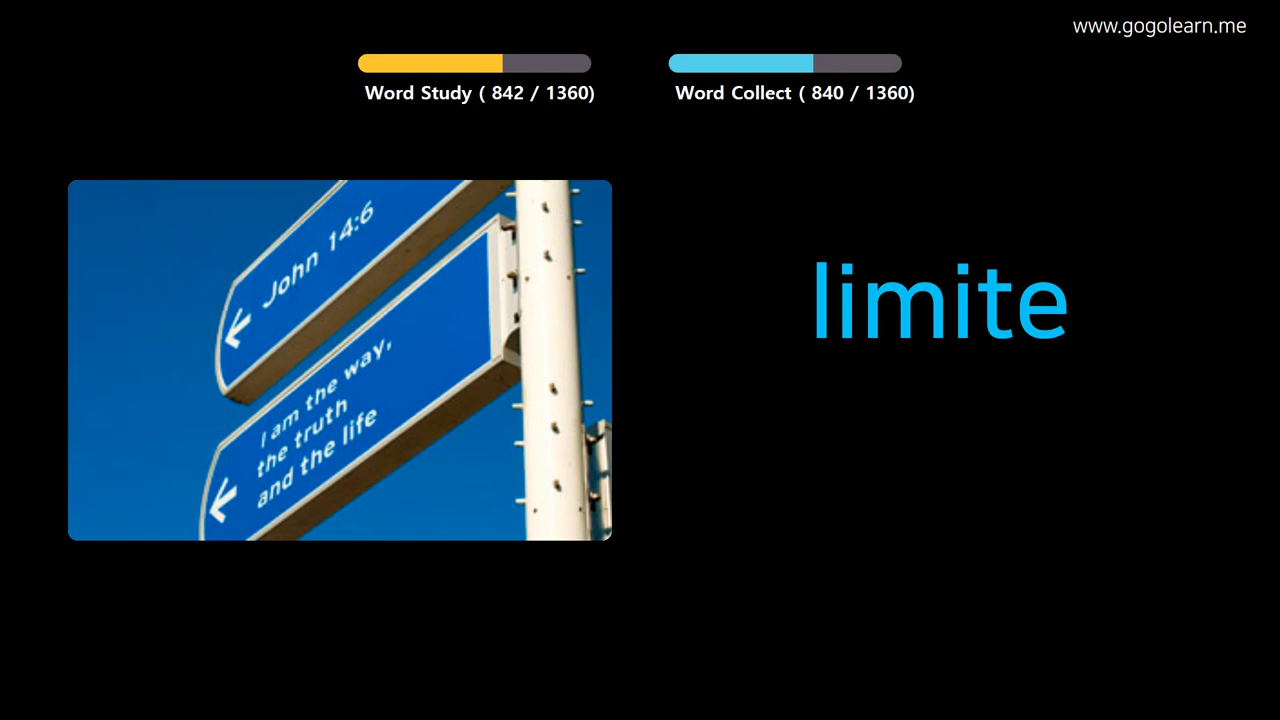 www.gogolearn.me
Word Study ( 842 / 1360)
Word Collect ( 840 / 1360)
John 14:6
I am the way,
the truth
and the life
limite